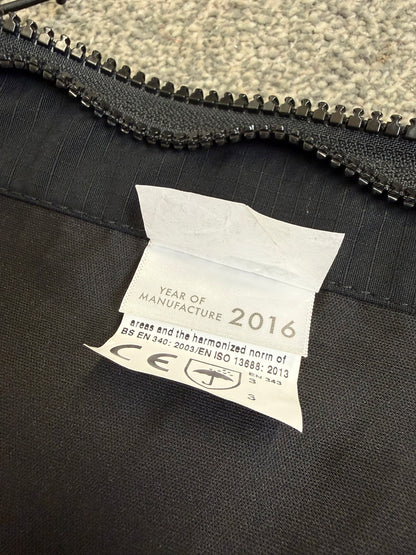 YEAR OF
MANUFACTURE 2016
areas and the harmonized norm of
BS EN 340: 2003/EN ISO 13688: 2013
CE
EN 343
3
3